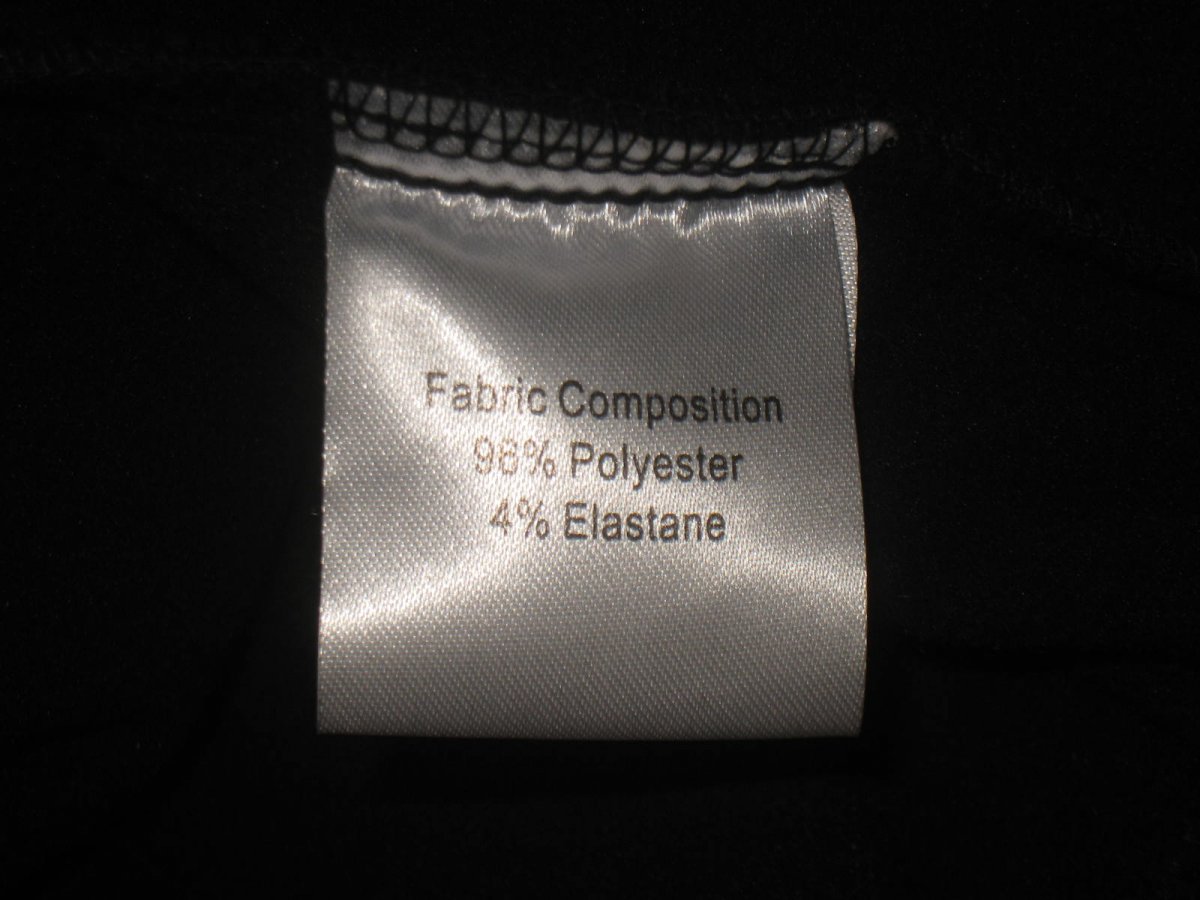 Fabric Composition
96% Polyester
4% Elastane